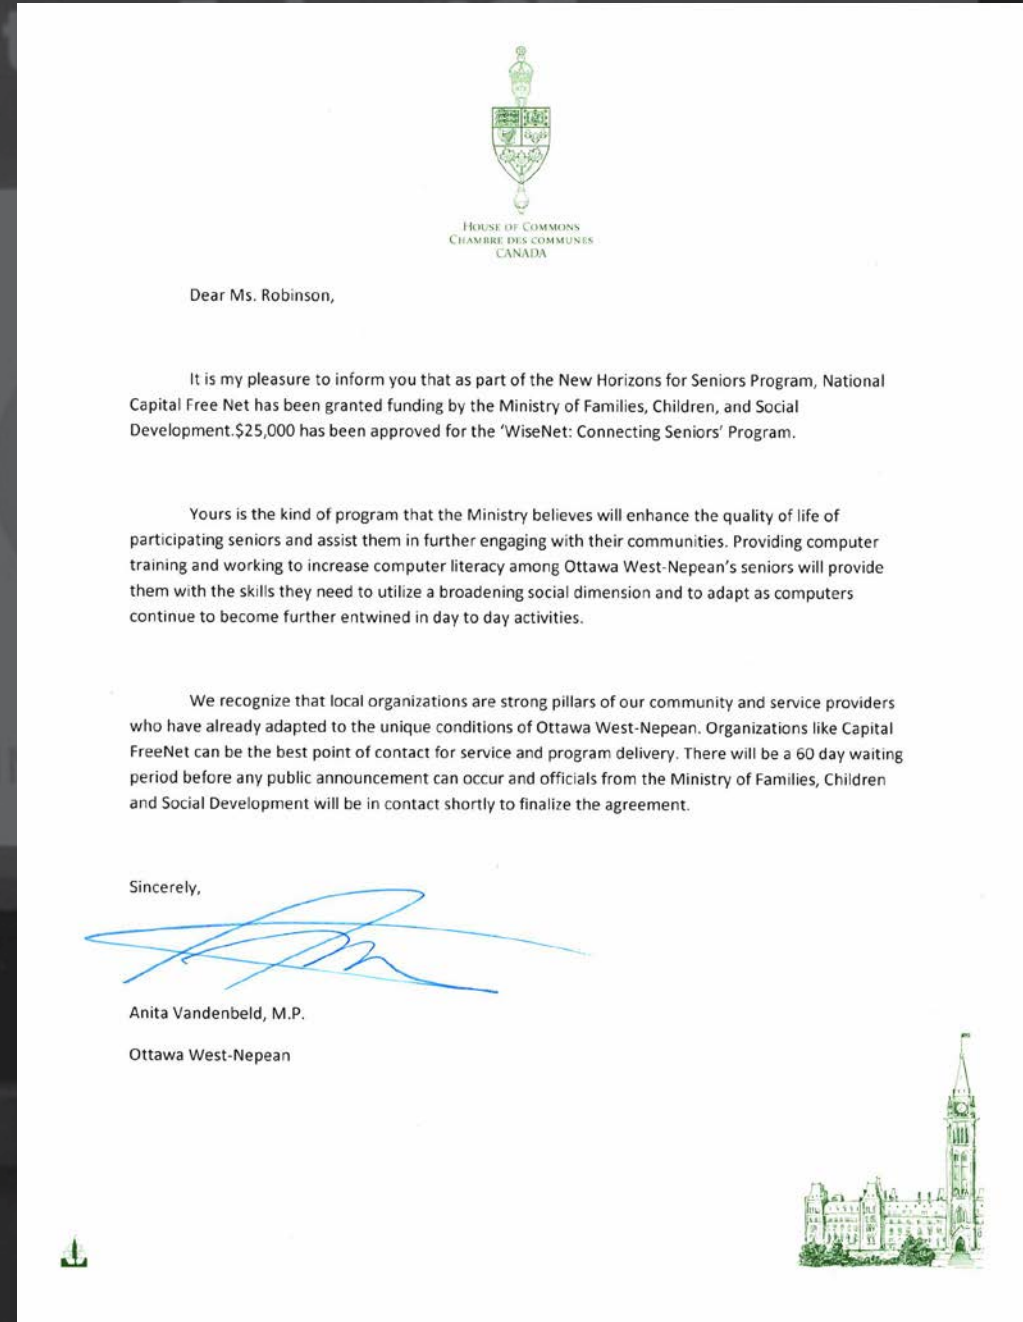 HOUSE OF COMMONS
CHAMBRE DES COMMUNES
CANADA
Dear Ms. Robinson,
It is my pleasure to inform you that as part of the New Horizons for Seniors Program, National
Capital Free Net has been granted funding by the Ministry of Families, Children, and Social
Development.$25,000 has been approved for the ‘WiseNet: Connecting Seniors’ Program.
Yours is the kind of program that the Ministry believes will enhance the quality of life of
participating seniors and assist them in further engaging with their communities. Providing computer
training and working to increase computer literacy among Ottawa West-Nepean’s seniors will provide
them with the skills they need to utilize a broadening social dimension and to adapt as computers
continue to become further entwined in day to day activities.
We recognize that local organizations are strong pillars of our community and service providers
who have already adapted to the unique conditions of Ottawa West-Nepean. Organizations like Capital
FreeNet can be the best point of contact for service and program delivery. There will be a 60 day waiting
period before any public announcement can occur and officials from the Ministry of Families, Children
and Social Development will be in contact shortly to finalize the agreement.
Sincerely,
Anita Vandenbeld, M.P.
Ottawa West-Nepean